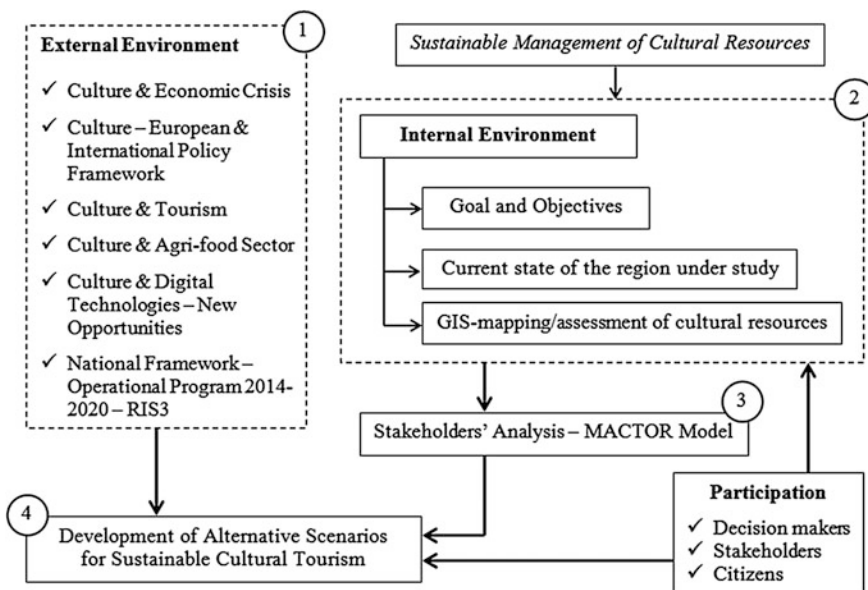 1
External Environment
✓ Culture & Economic Crisis
✓ Culture – European &
International Policy
Framework
✓ Culture & Tourism
✓ Culture & Agri-food Sector
✓ Culture & Digital
Technologies – New
Opportunities
✓ National Framework –
Operational Program 2014-
2020 – RIS3
Sustainable Management of Cultural Resources
2
Internal Environment
Goal and Objectives
Current state of the region under study
GIS-mapping/assessment of cultural resources
3
Stakeholders' Analysis – MACTOR Model
4
Development of Alternative Scenarios
for Sustainable Cultural Tourism
Participation
✓ Decision makers
✓ Stakeholders
✓ Citizens